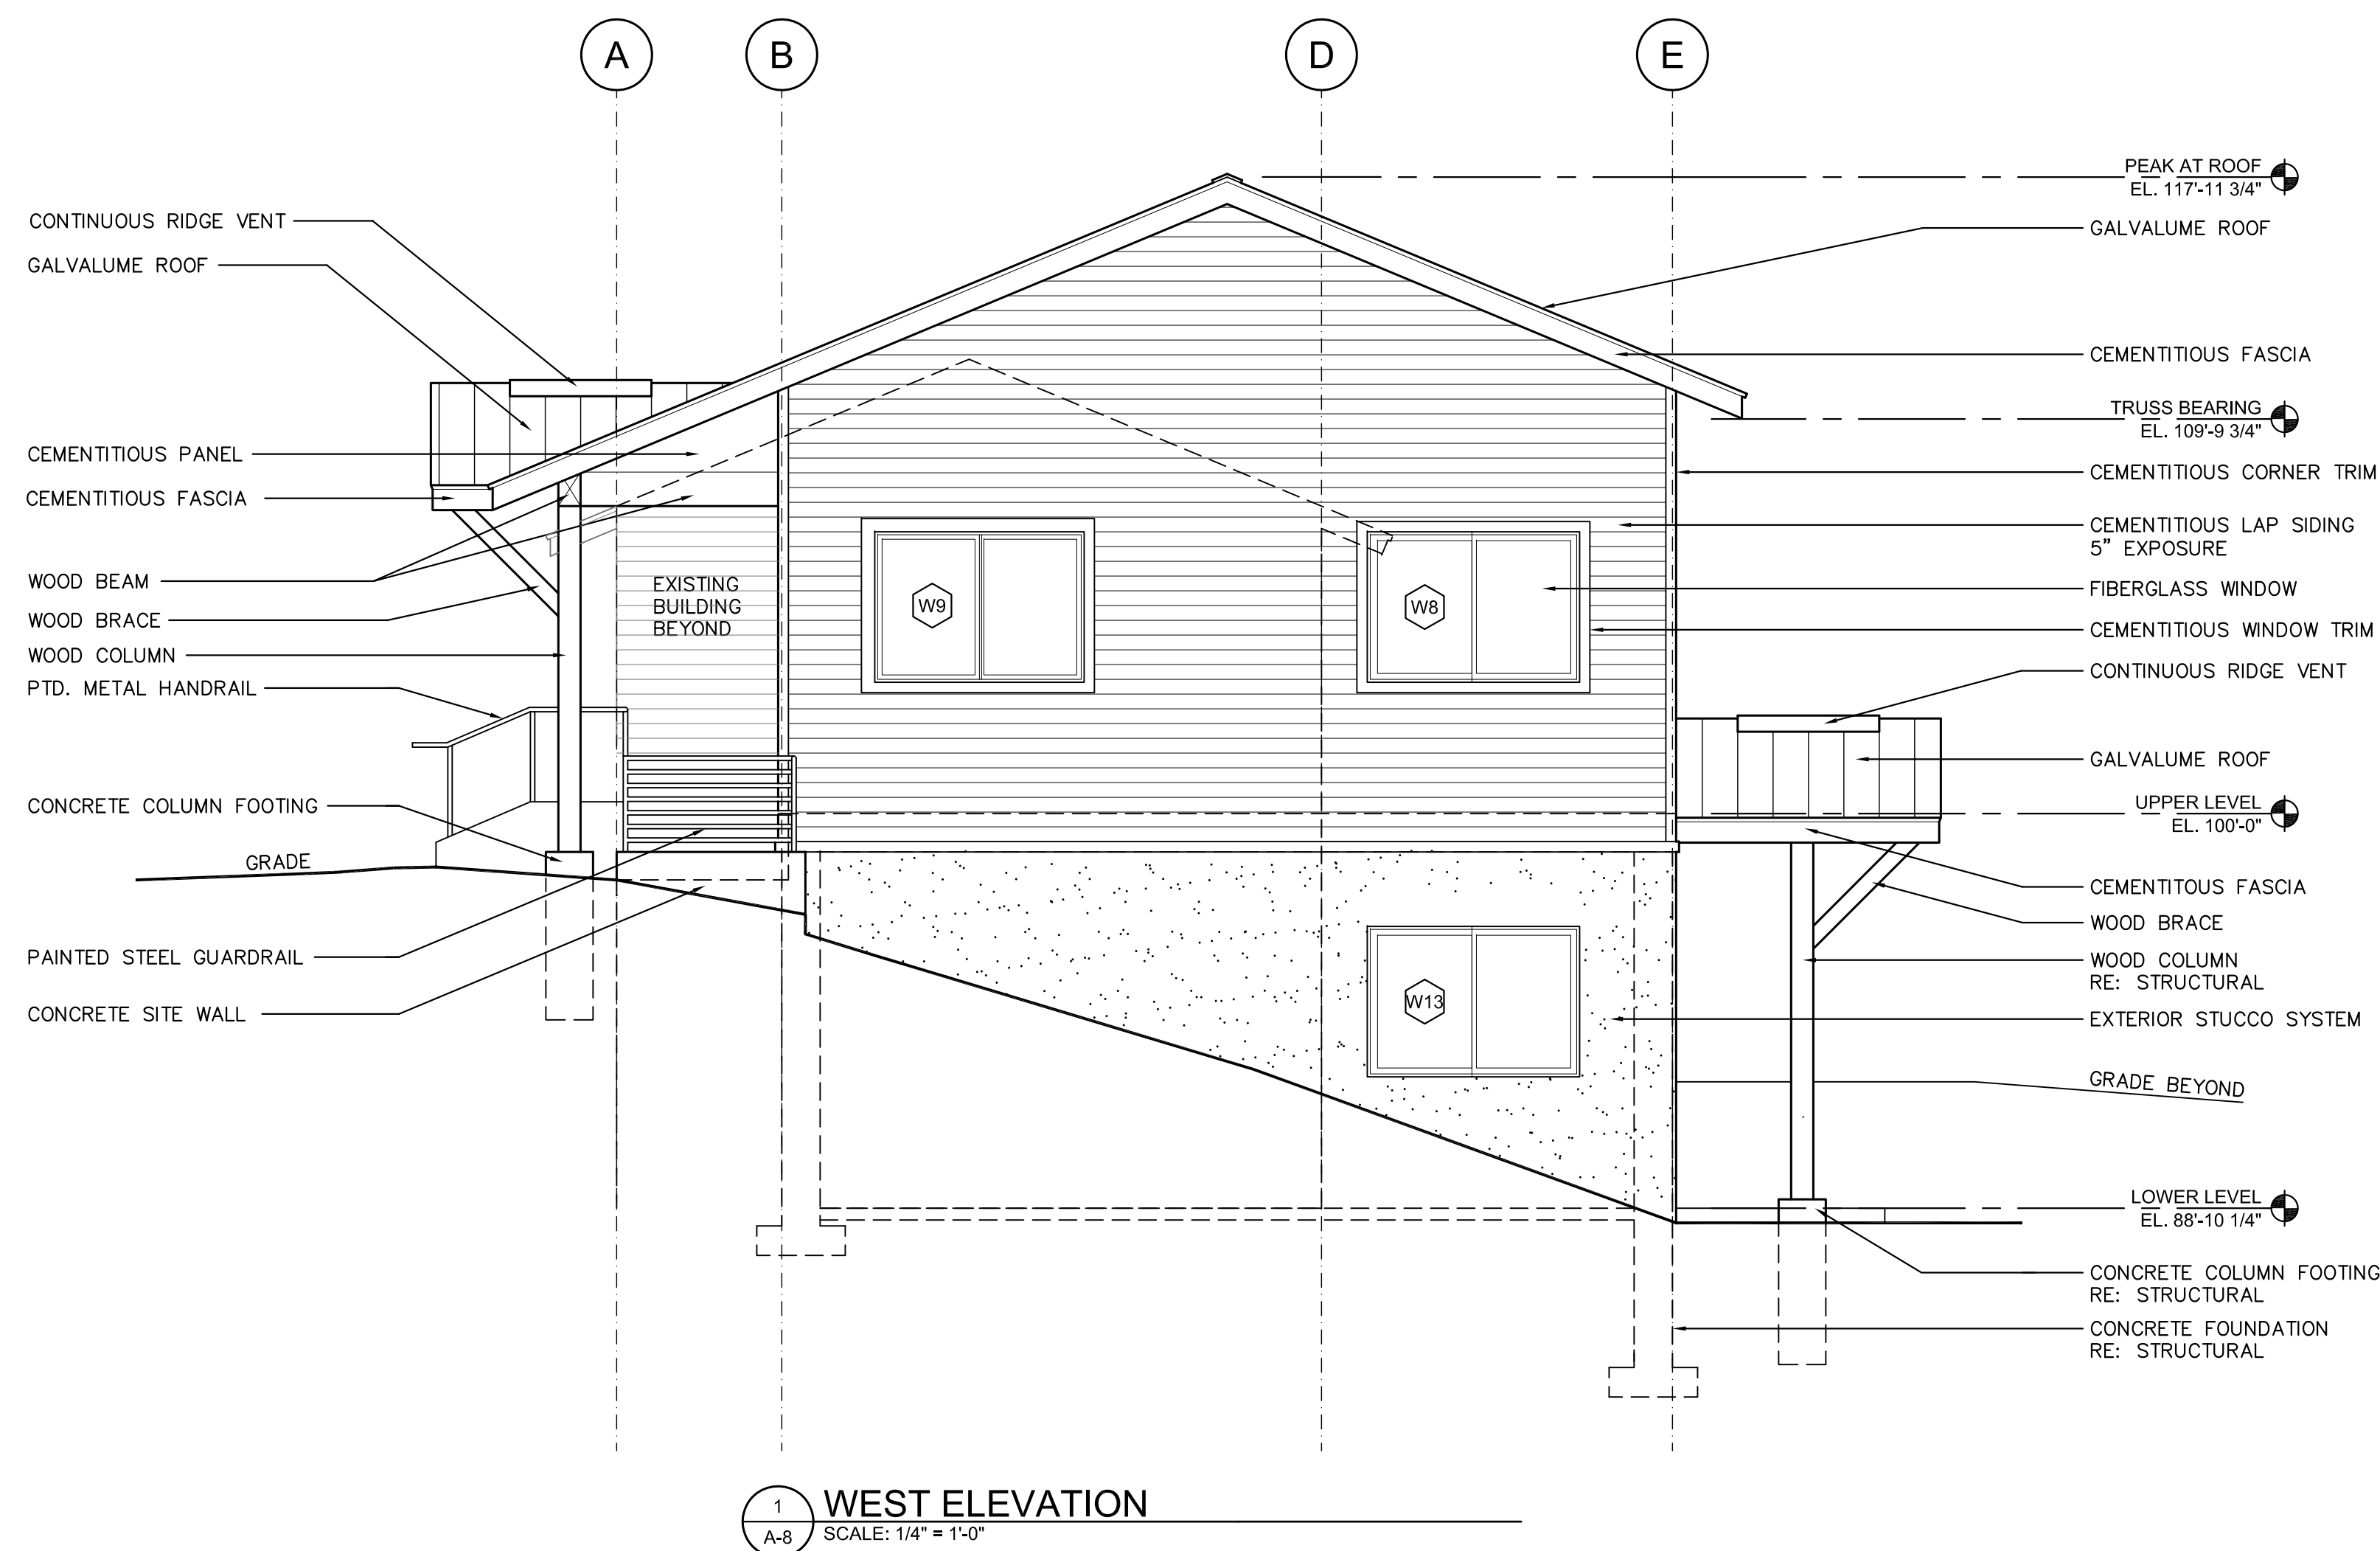 A
B
D
E
PEAK AT ROOF
EL. 117'-11 3/4"
CONTINUOUS RIDGE VENT
GALVALUME ROOF
CEMENTITIOUS PANEL
CEMENTITIOUS FASCIA
WOOD BEAM
WOOD BRACE
WOOD COLUMN
PTD. METAL HANDRAIL
CONCRETE COLUMN FOOTING
GRADE
PAINTED STEEL GUARDRAIL
CONCRETE SITE WALL
EXISTING
BUILDING
BEYOND
W9
W8
W13
GALVALUME ROOF
CEMENTITIOUS FASCIA
TRUSS BEARING
EL. 109'-9 3/4"
CEMENTITIOUS CORNER TRIM
CEMENTITIOUS LAP SIDING
5” EXPOSURE
FIBERGLASS WINDOW
CEMENTITIOUS WINDOW TRIM
CONTINUOUS RIDGE VENT
GALVALUME ROOF
UPPER LEVEL
EL. 100'-0"
CEMENTITOUS FASCIA
WOOD BRACE
WOOD COLUMN
RE: STRUCTURAL
EXTERIOR STUCCO SYSTEM
GRADE BEYOND
LOWER LEVEL
EL. 88'-10 1/4"
CONCRETE COLUMN FOOTING
RE: STRUCTURAL
CONCRETE FOUNDATION
RE: STRUCTURAL
1
A-8
WEST ELEVATION
SCALE: 1/4" = 1'-0"